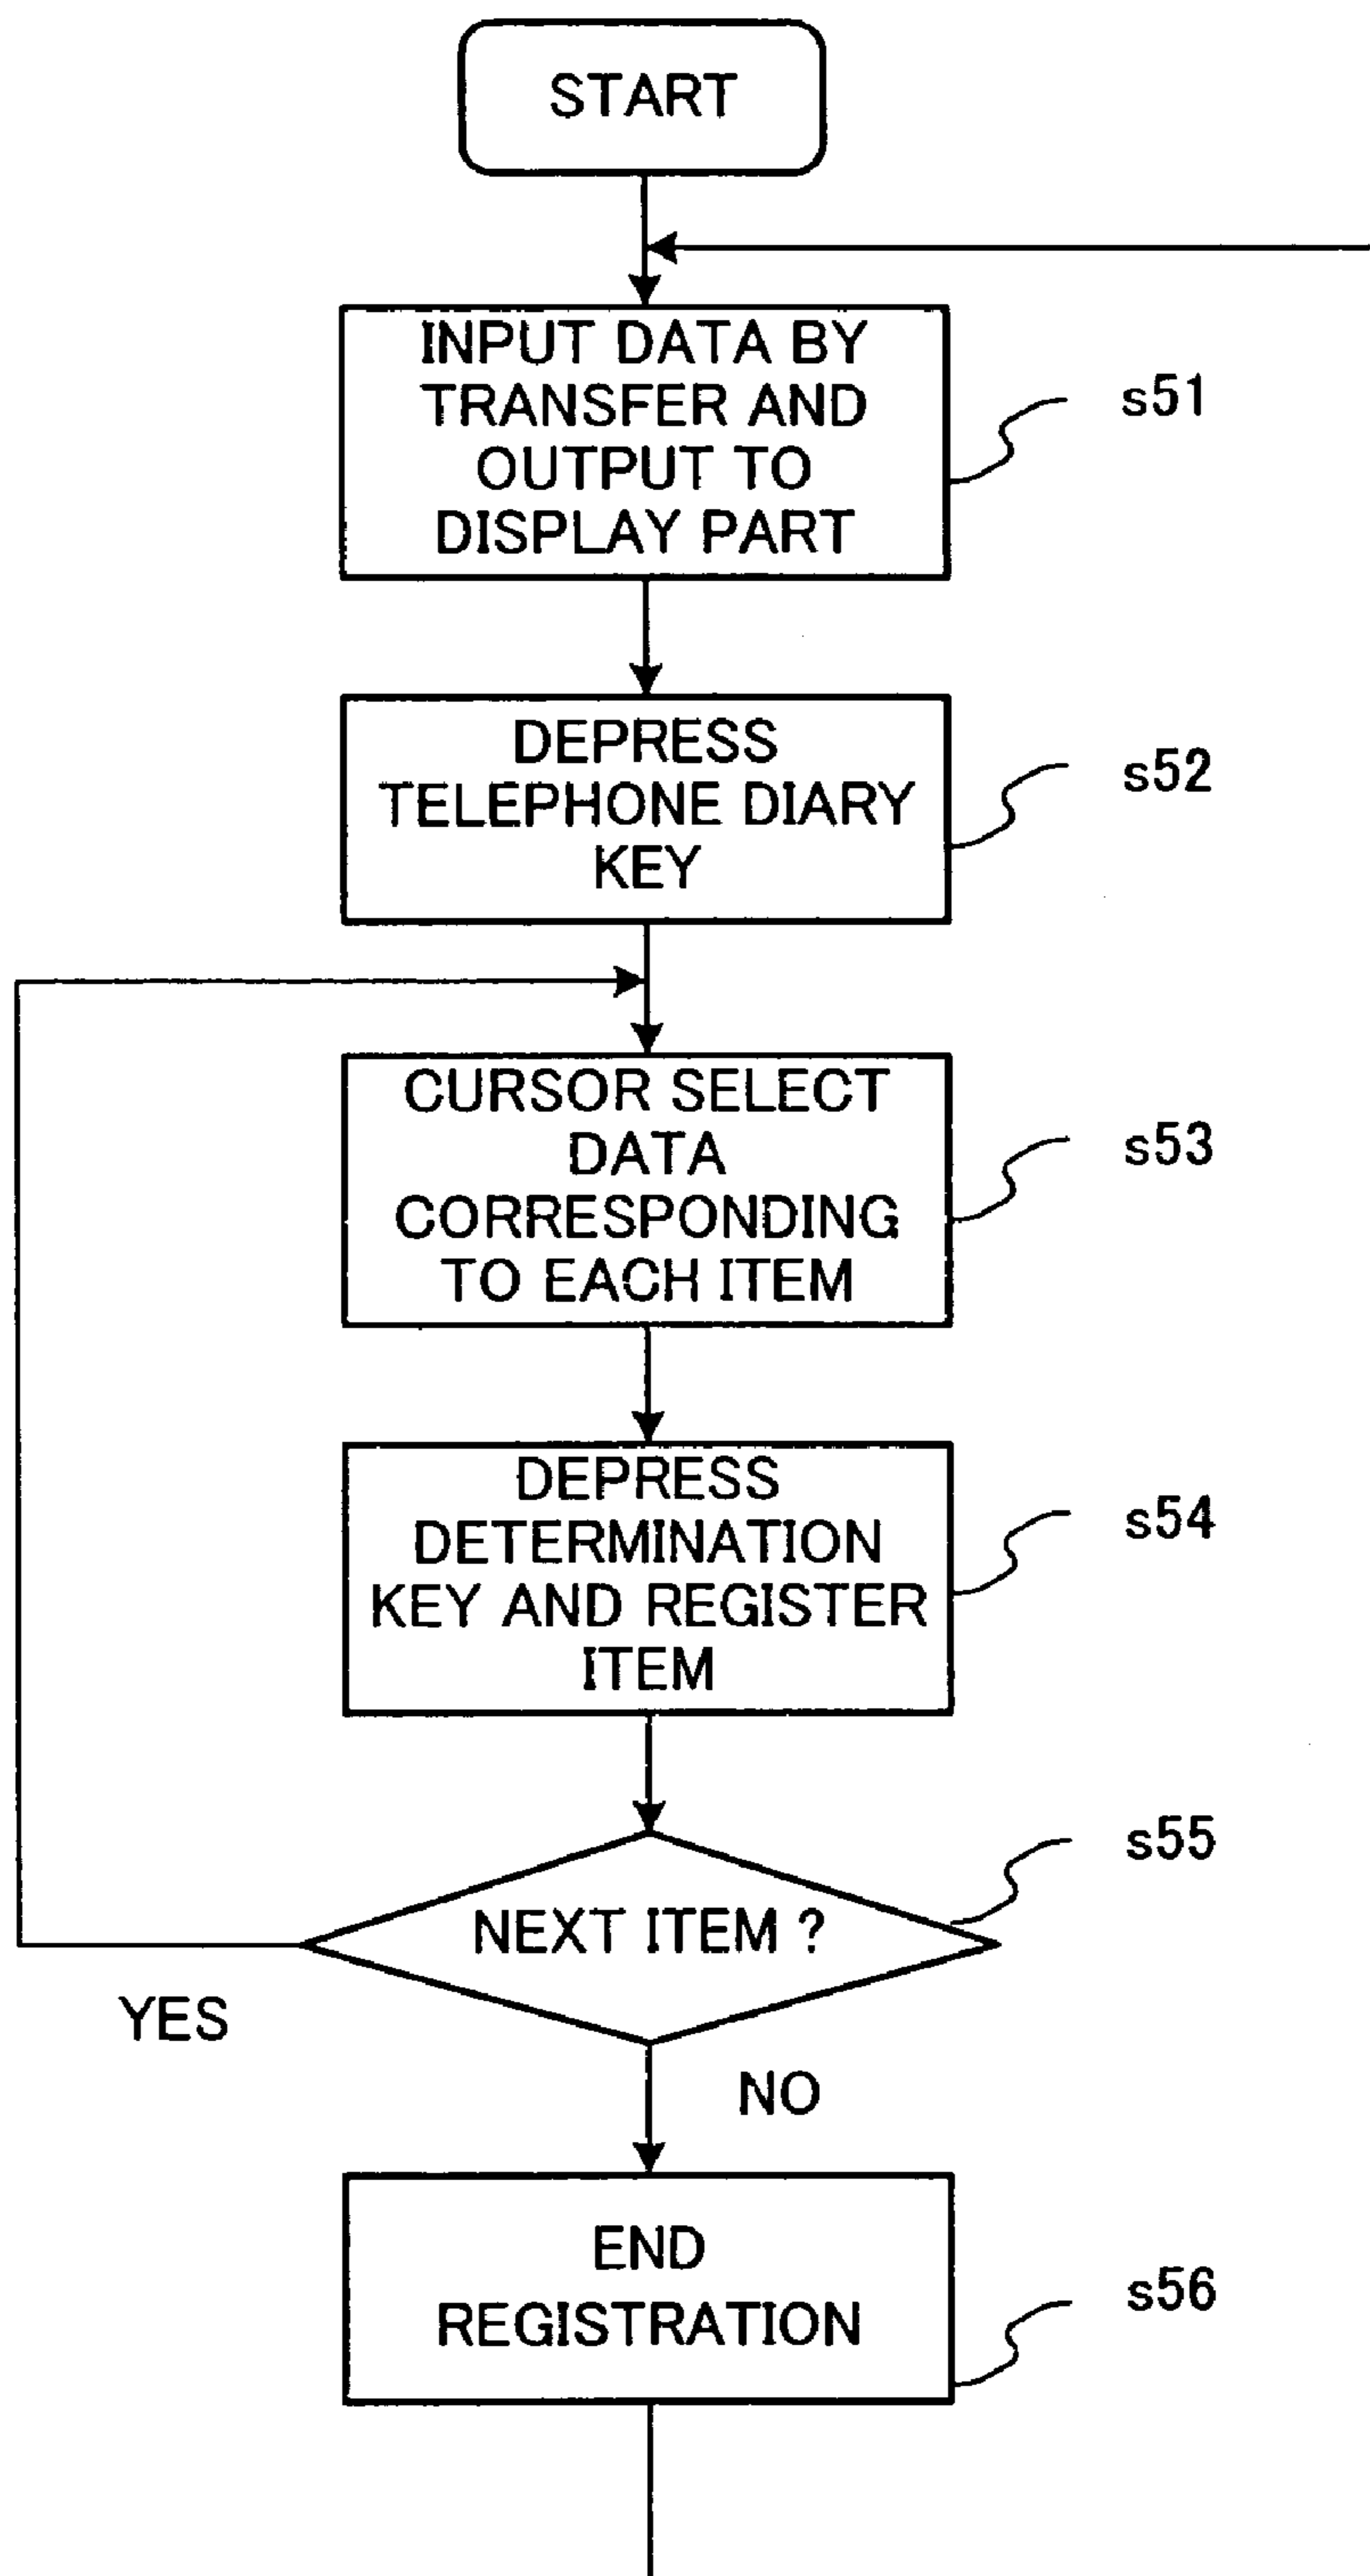 START
INPUT DATA BY
TRANSFER AND
OUTPUT TO
DISPLAY PART
s51
DEPRESS
TELEPHONE DIARY
KEY
s52
CURSOR SELECT
DATA
CORRESPONDING
TO EACH ITEM
s53
DEPRESS
DETERMINATION
KEY AND REGISTER
ITEM
s54
NEXT ITEM ?
s55
YES
NO
END
REGISTRATION
s56